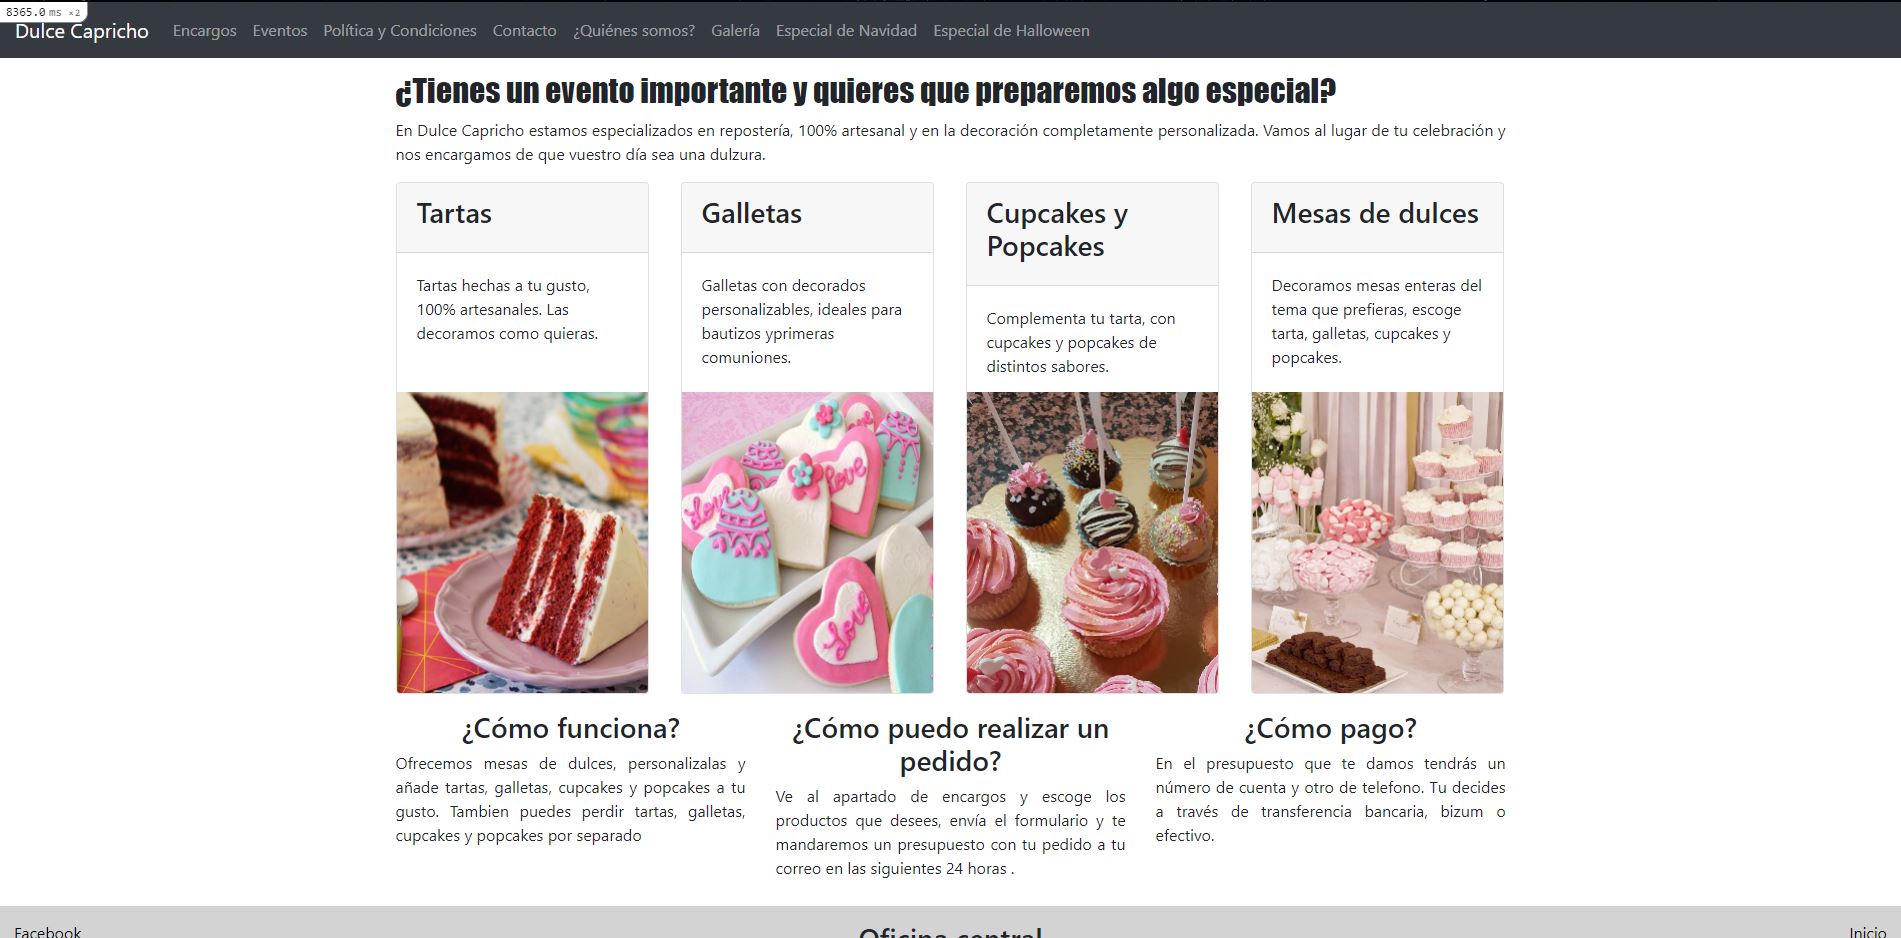 8365.0 ms ×2
Dulce Capricho Encargos Eventos Política y Condiciones Contacto ¿Quiénes somos? Galería Especial de Navidad Especial de Halloween
¿Tienes un evento importante y quieres que preparemos algo especial?
En Dulce Capricho estamos especializados en repostería, 100% artesanal y en la decoración completamente personalizada. Vamos al lugar de tu celebración y
nos encargamos de que vuestro día sea una dulzura.
Tartas
Tartas hechas a tu gusto,
100% artesanales. Las
decoramos como quieras.
Galletas
Galletas con decorados
personalizables, ideales para
bautizos yprimeras
comuniones.
love
love
love
Cupcakes y
Popcakes
Complementa tu tarta, con
cupcakes y popcakes de
distintos sabores.
Mesas de dulces
Decoramos mesas enteras del
tema que prefieras, escoge
tarta, galletas, cupcakes y
popcakes.
¿Cómo funciona?
Ofrecemos mesas de dulces, personalizalas y
añade tartas, galletas, cupcakes y popcakes a tu
gusto. Tambien puedes perdir tartas, galletas,
cupcakes y popcakes por separado
¿Cómo puedo realizar un
pedido?
Ve al apartado de encargos y escoge los
productos que desees, envía el formulario y te
mandaremos un presupuesto con tu pedido a tu
correo en las siguientes 24 horas .
¿Cómo pago?
En el presupuesto que te damos tendrás un
número de cuenta y otro de telefono. Tu decides
a través de transferencia bancaria, bizum o
efectivo.
Facebook
Oficina central
Inicio